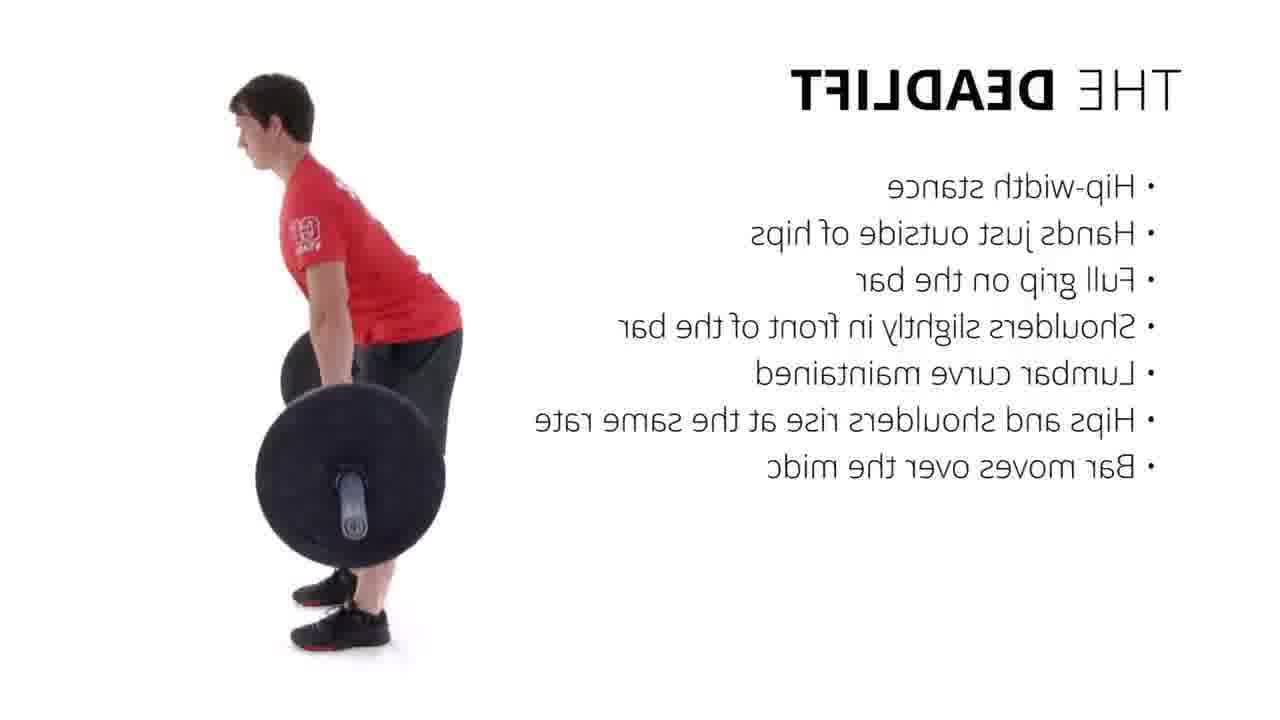 THE DEADLIFT
• Hip-width stance
• Hands just outside of hips
• Full grip on the bar
• Shoulders slightly in front of the bar
• Lumbar curve maintained
• Hips and shoulders rise at the same rate
• Bar moves over the midc